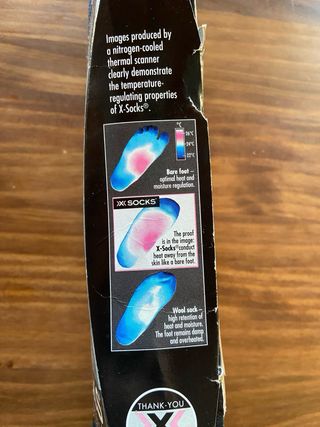 Images produced by
a nitrogen-cooled
thermal scanner
clearly demonstrate
the temperature-
regulating properties
of X-Socks®.
°C
26°C
24°C
22°C
Bare foot –
optimal heat and
moisture regulation.
X SOCKS®
The proof
is in the image:
X-Socks® conduct
heat away from the
skin like a bare foot.
Wool sock –
high retention of
heat and moisture.
The foot remains damp
and overheated.
THANK-YOU
X